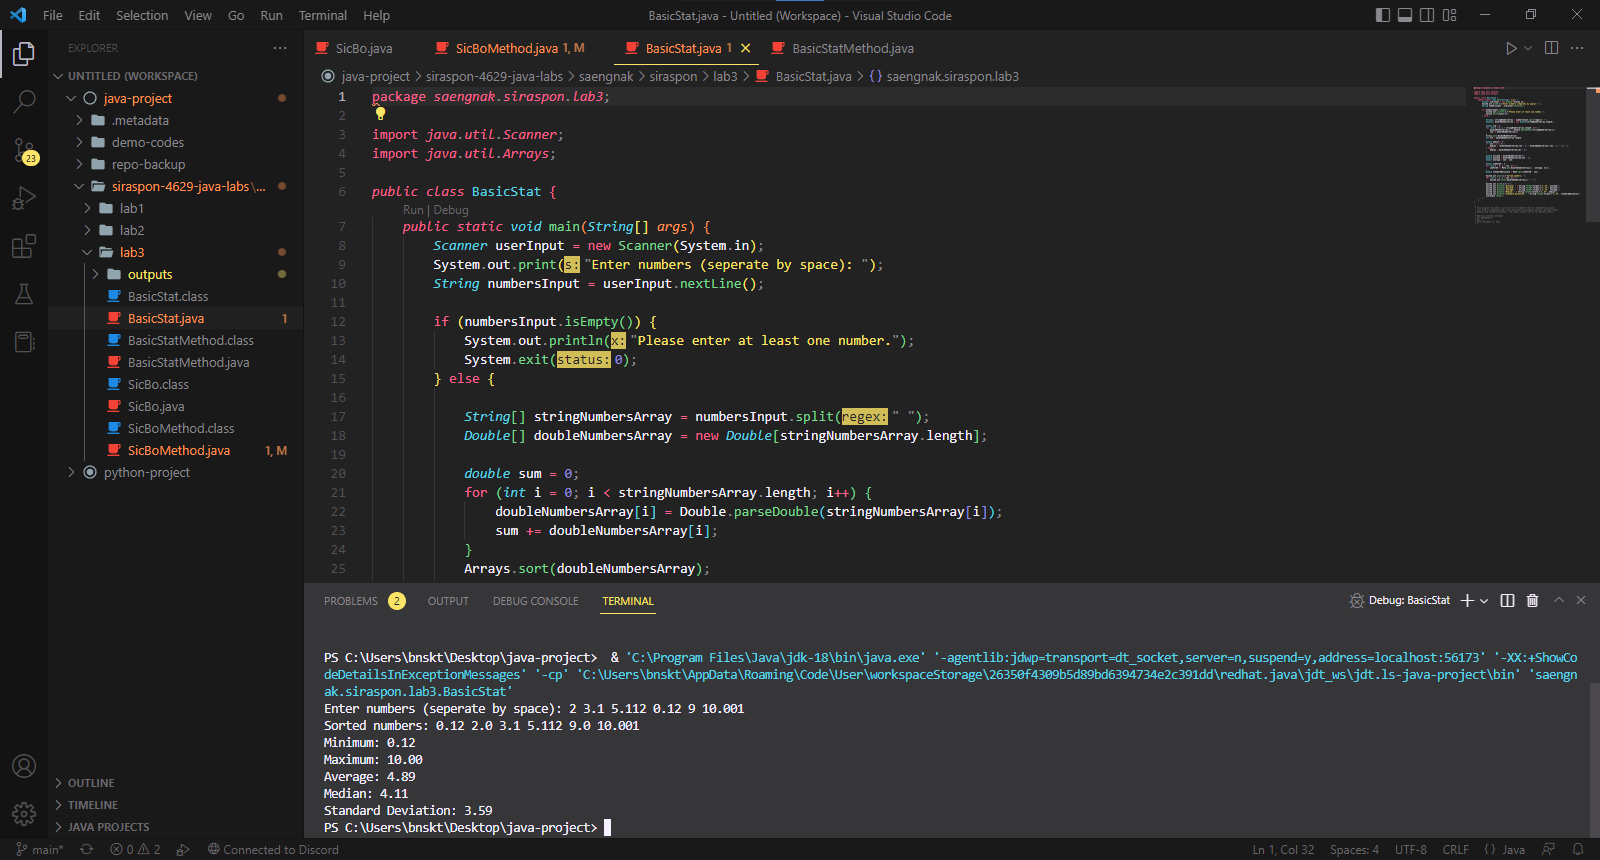 File Edit Selection View Go Run Terminal Help
BasicStat.java - Untitled (Workspace) - Visual Studio Code
EXPLORER
UNTITLED (WORKSPACE)
java-project
.metadata
demo-codes
repo-backup
siraspon-4629-java-labs\...
lab1
lab2
lab3
outputs
BasicStat.class
BasicStat.java 1
BasicStatMethod.class
BasicStatMethod.java
SicBo.class
SicBo.java
SicBoMethod.class
SicBoMethod.java 1, M
python-project
OUTLINE
TIMELINE
JAVA PROJECTS
23
SicBo.java
SicBoMethod.java 1, M
BasicStat.java 1
BasicStatMethod.java
java-project > siraspon-4629-java-labs > saengnak > siraspon > lab3 > BasicStat.java > {} saengnak.siraspon.lab3
1 package saengnak.siraspon.lab3;
2
3 import java.util.Scanner;
4 import java.util.Arrays;
5
6 public class BasicStat {
Run | Debug
7 public static void main(String[] args) {
8 Scanner userInput = new Scanner(System.in);
9 System.out.print(s: "Enter numbers (seperate by space): ");
10 String numbersInput = userInput.nextLine();
11
12 if (numbersInput.isEmpty()) {
13 System.out.println(x: "Please enter at least one number.");
14 System.exit(status: 0);
15 } else {
16
17 String[] stringNumbersArray = numbersInput.split(regex: " ");
18 Double[] doubleNumbersArray = new Double[stringNumbersArray.length];
19
20 double sum = 0;
21 for (int i = 0; i < stringNumbersArray.length; i++) {
22 doubleNumbersArray[i] = Double.parseDouble(stringNumbersArray[i]);
23 sum += doubleNumbersArray[i];
24 }
25 Arrays.sort(doubleNumbersArray);
PROBLEMS 2 OUTPUT DEBUG CONSOLE TERMINAL
Debug: BasicStat
PS C:\Users\bnskt\Desktop\java-project> & 'C:\Program Files\Java\jdk-18\bin\java.exe' '-agentlib:jdwp=transport=dt_socket,server=n,suspend=y,address=localhost:56173' '-XX:+ShowCo
deDetailsInExceptionMessages' '-cp' 'C:\Users\bnskt\AppData\Roaming\Code\User\workspaceStorage\26350f4309b5d89bd6394734e2c391dd\redhat.java\jdt_ws\jdt.ls-java-project\bin' 'saeng
nak.siraspon.lab3.BasicStat'
Enter numbers (seperate by space): 2 3.1 5.112 0.12 9 10.001
Sorted numbers: 0.12 2.0 3.1 5.112 9.0 10.001
Minimum: 0.12
Maximum: 10.00
Average: 4.89
Median: 4.11
Standard Deviation: 3.59
PS C:\Users\bnskt\Desktop\java-project>
main* 0 2 Connected to Discord
Ln 1, Col 32 Spaces: 4 UTF-8 CRLF {} Java